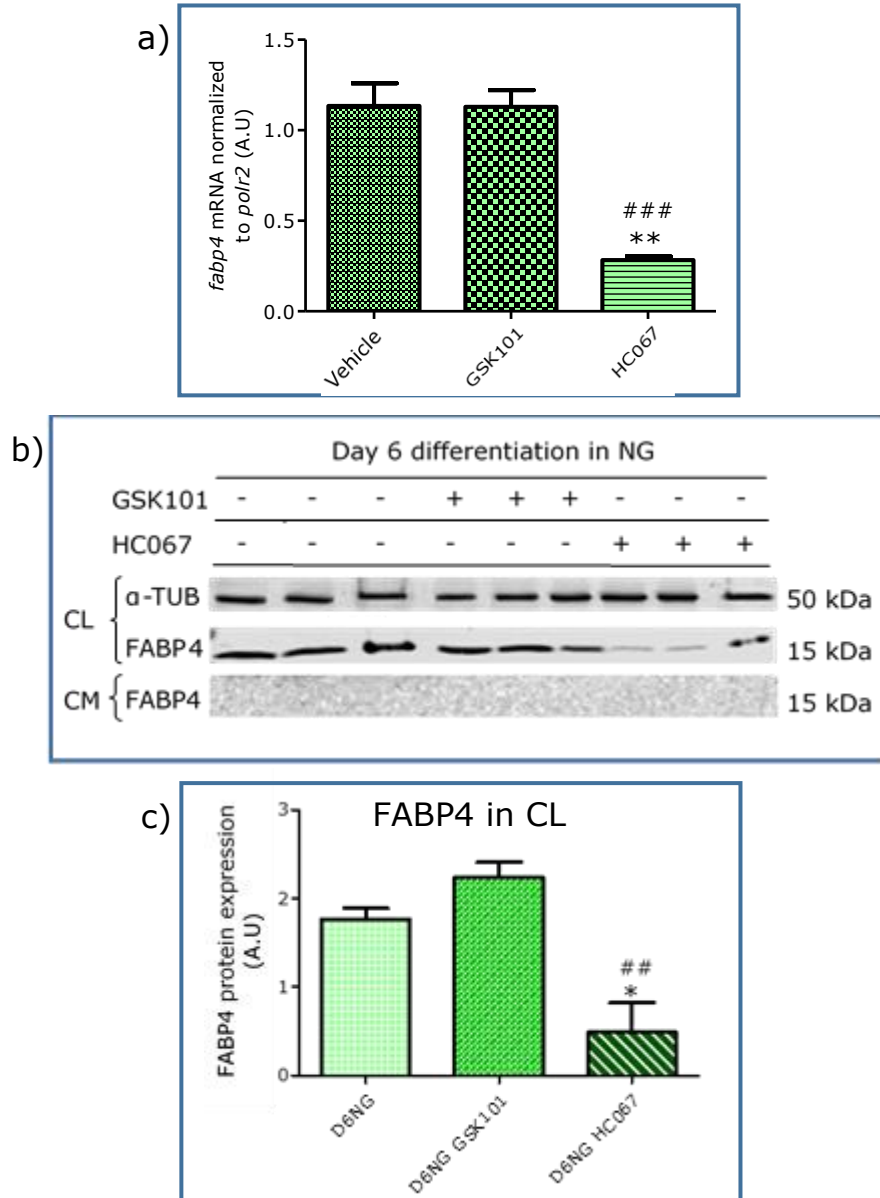 a)
1.5
1.0
0.5
0.0
fabp4 mRNA normalized
to polr2 (A.U)
###
**
Vehicle
GSK101
HC067
b)
Day 6 differentiation in NG
GSK101 - - - + + + - - -
HC067 - - - - - - + + +
CL { α-TUB 50 kDa
FABP4 15 kDa
CM { FABP4 15 kDa
c)
FABP4 in CL
3
2
1
0
FABP4 protein expression
(A.U)
##
*
D6NG
D6NG GSK101
D6NG HC067